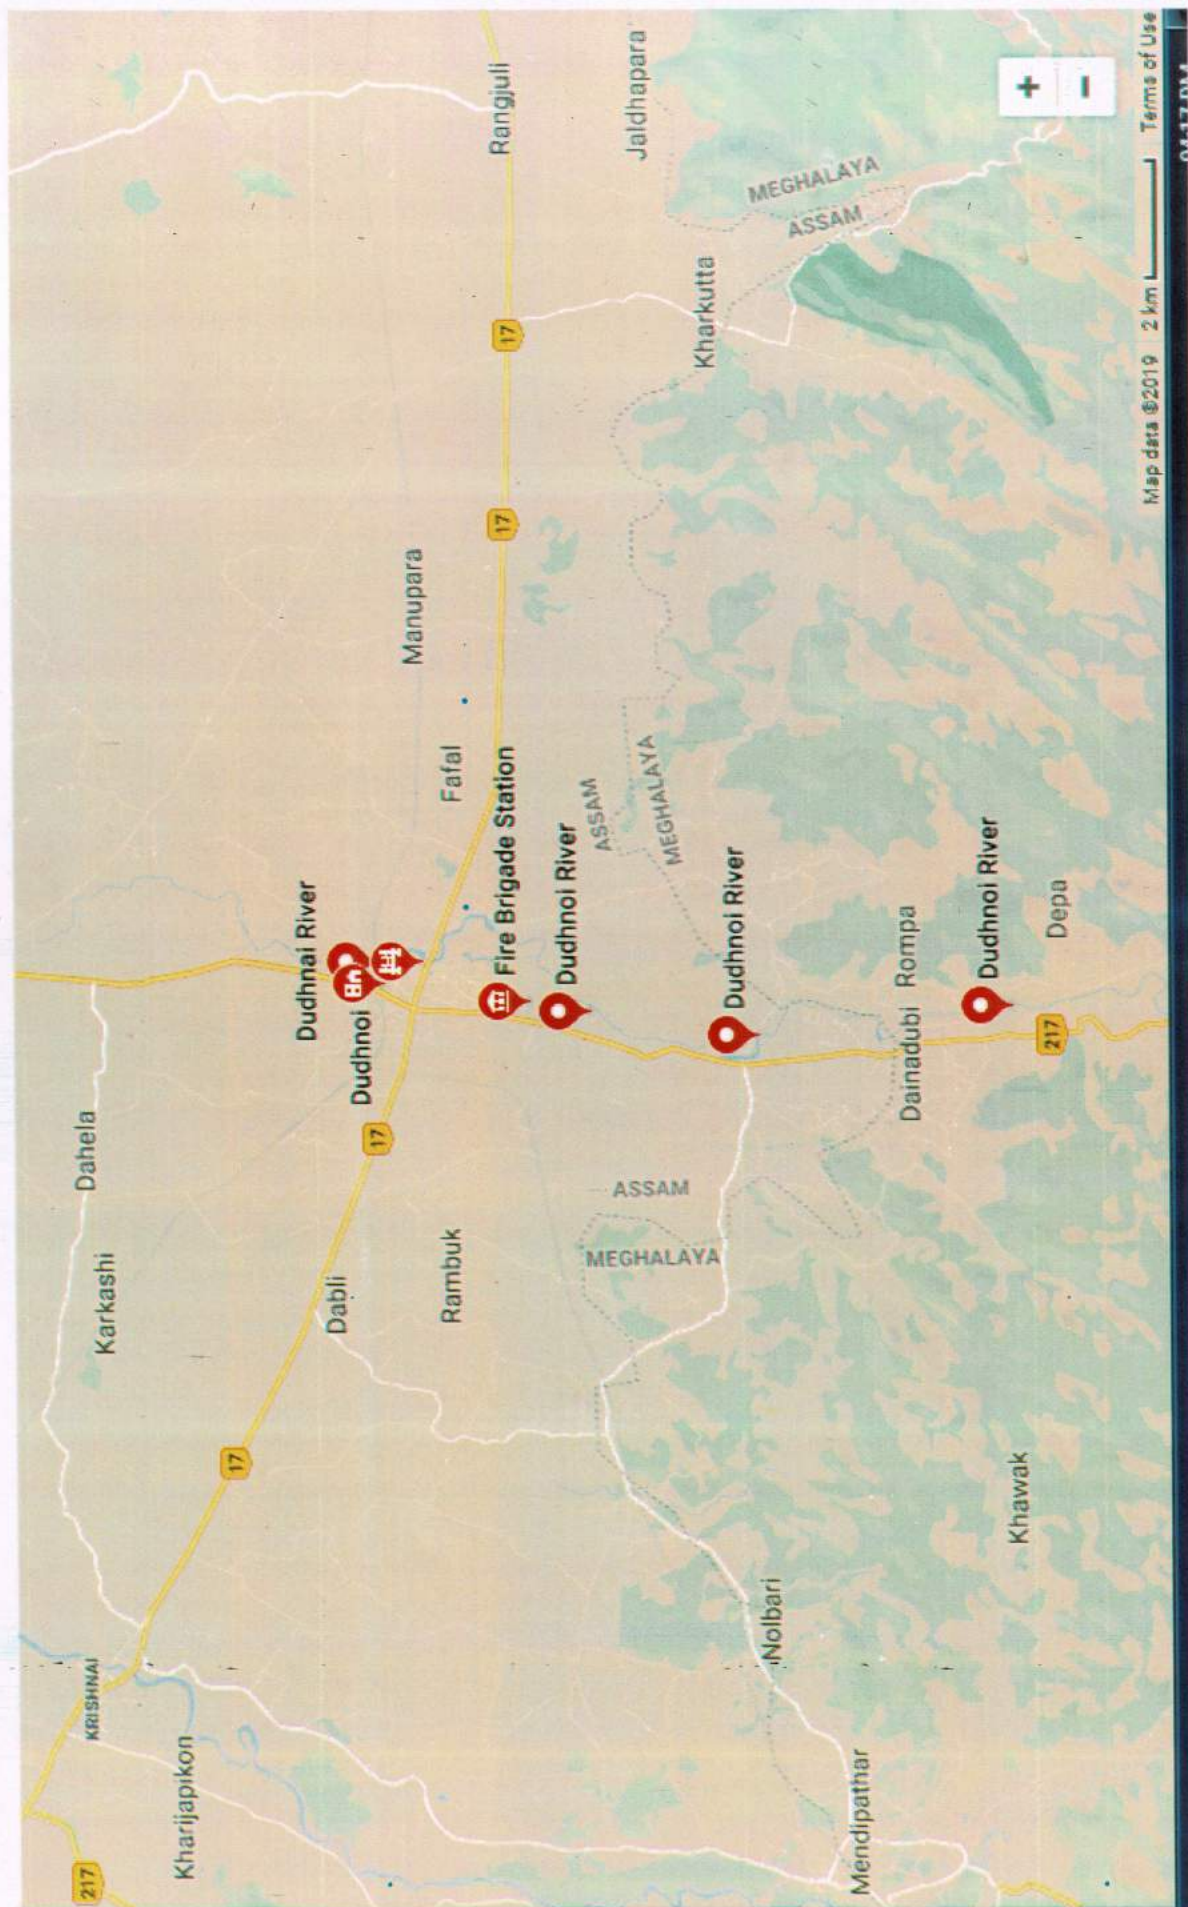 Dahela
Karkashi
KRISHNAI
Kharijapikon
217
17
Dabli
Rambuk
17
Dudhnai River
Dudhnoi
Manupara
Fafal
Fire Brigade Station
17
17
Rangjuli
Dudhnoi River
ASSAM
MEGHALAYA
ASSAM
MEGHALAYA
Jaldhapara
MEGHALAYA
ASSAM
Kharkutta
Dudhnoi River
Nolbari
Mendipathar
Dainadubi Rompa
Dudhnoi River
Khawak
217
Depa
+
−
Map data ©2019 2 km Terms of Use